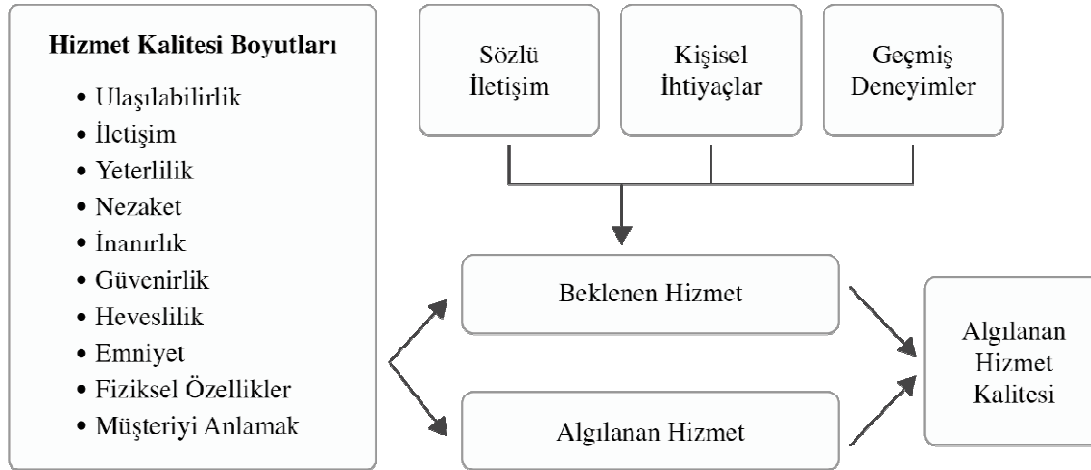 Hizmet Kalitesi Boyutları
• Ulaşılabilirlik
• İletişim
• Yeterlilik
• Nezaket
• İnanırlık
• Güvenirlik
• Heveslilik
• Emniyet
• Fiziksel Özellikler
• Müşteriyi Anlamak
Sözlü
İletişim
Kişisel
İhtiyaçlar
Geçmiş
Deneyimler
Beklenen Hizmet
Algılanan Hizmet
Algılanan
Hizmet
Kalitesi